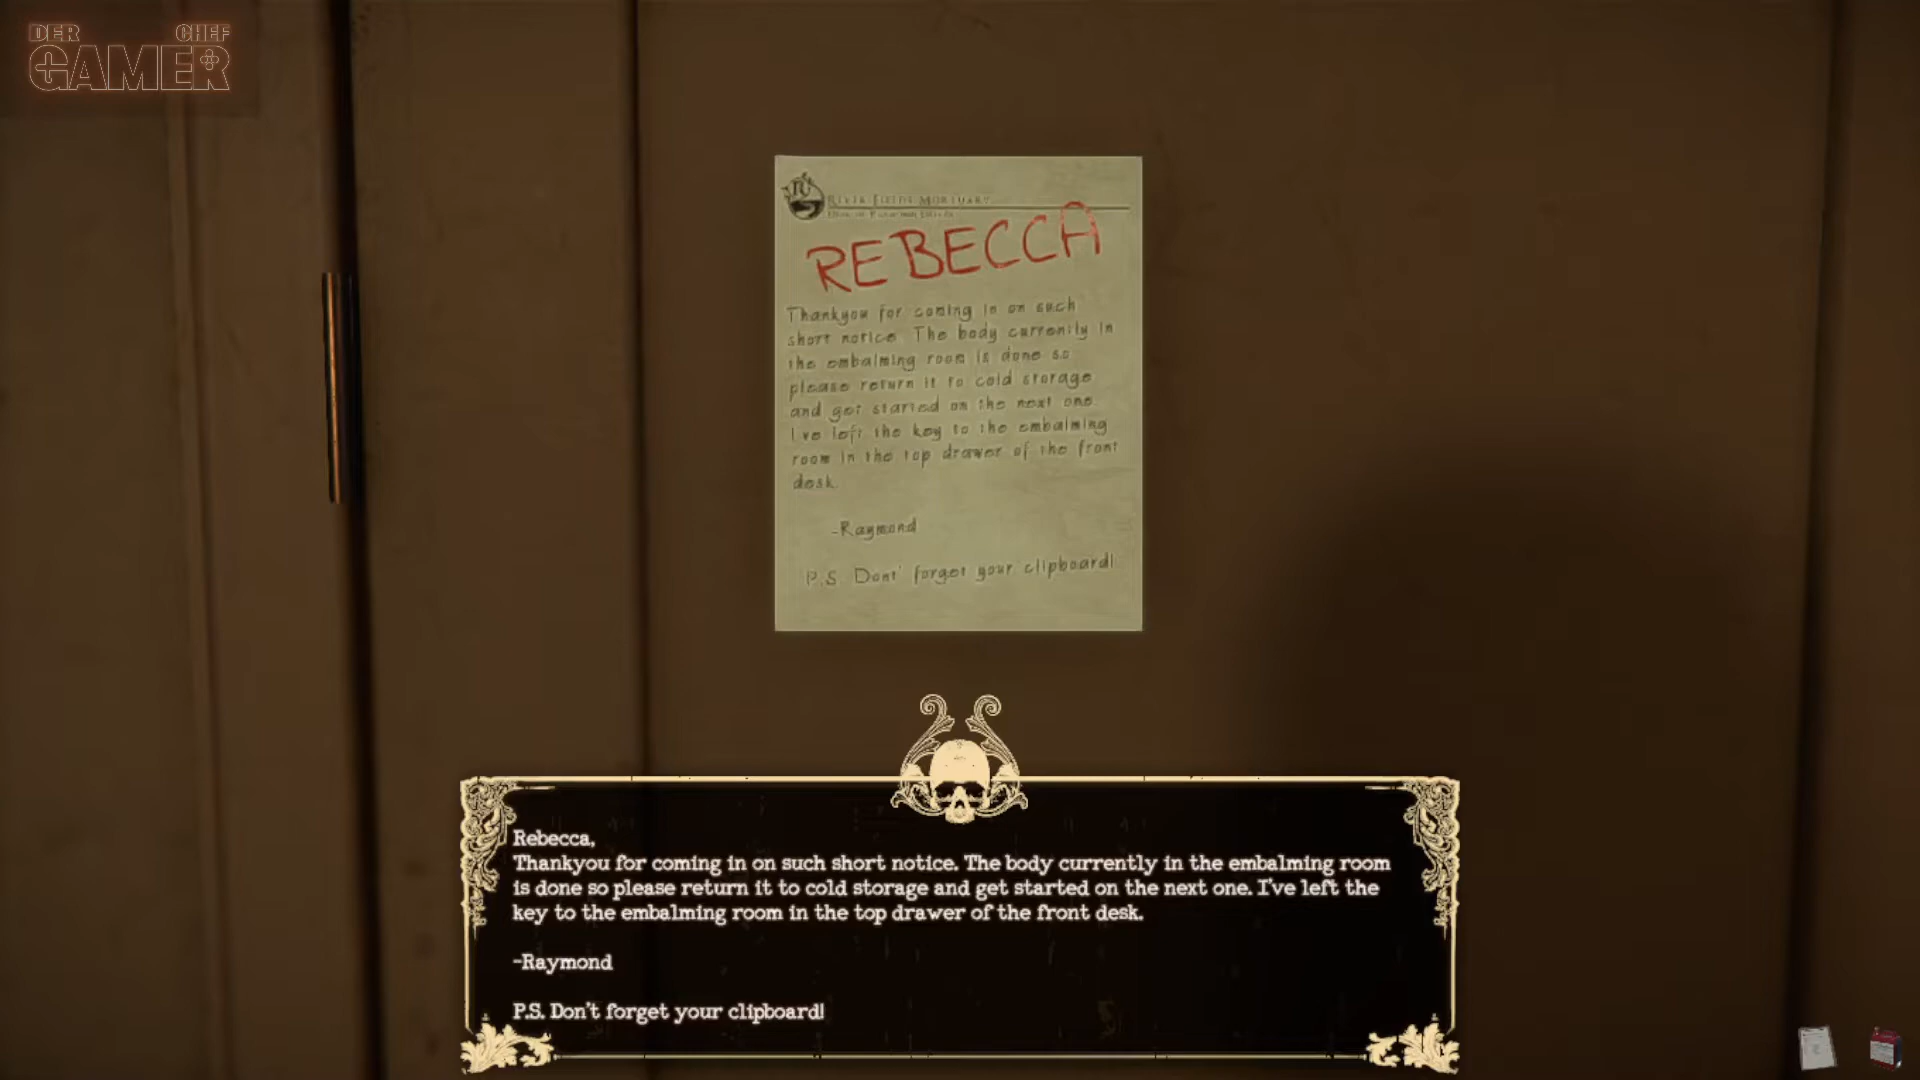 DER CHEF
GAMER
RIVER FIELDS MORTUARY
REBECCA
Thankyou for coming in on such
short notice. The body currently in
the embalming room is done so
please return it to cold storage
and get started on the next one.
I've left the key to the embalming
room in the top drawer of the front
desk.
-Raymond
P.S. Dont' forget your clipboard!
Rebecca,
Thankyou for coming in on such short notice. The body currently in the embalming room
is done so please return it to cold storage and get started on the next one. I've left the
key to the embalming room in the top drawer of the front desk.
-Raymond
P.S. Don't forget your clipboard!